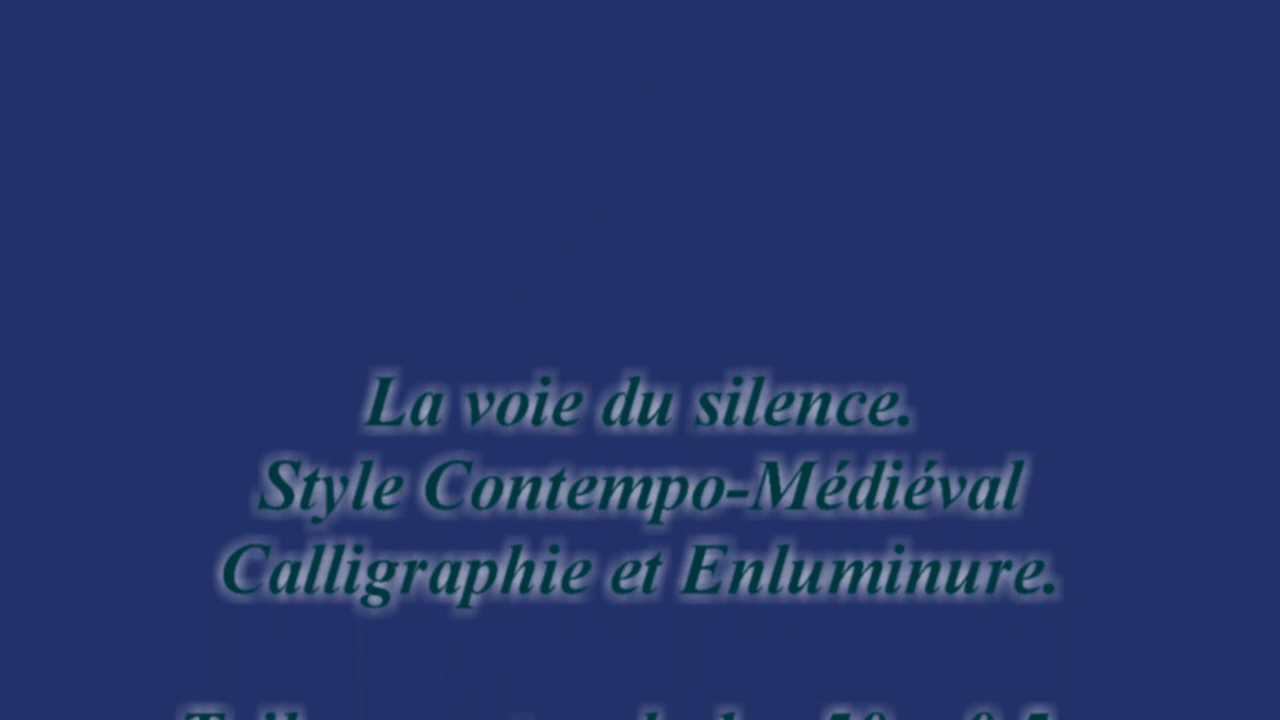 La voie du silence.
Style Contempo-Médiéval
Calligraphie et Enluminure.